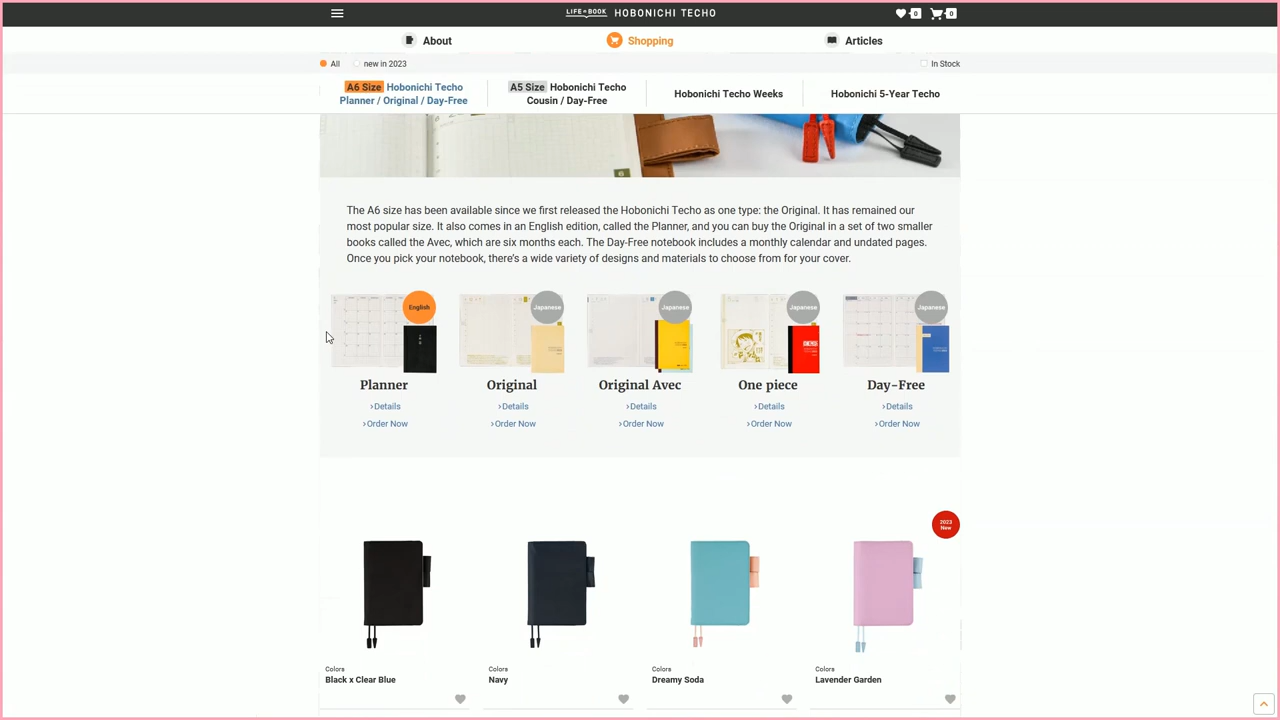 LIFE is BOOK HOBONICHI TECHO
0
0
About
Shopping
Articles
All
new in 2023
In Stock
A6 Size Hobonichi Techo
Planner / Original / Day-Free
A5 Size Hobonichi Techo
Cousin / Day-Free
Hobonichi Techo Weeks
Hobonichi 5-Year Techo
6
The A6 size has been available since we first released the Hobonichi Techo as one type: the Original. It has remained our
most popular size. It also comes in an English edition, called the Planner, and you can buy the Original in a set of two smaller
books called the Avec, which are six months each. The Day-Free notebook includes a monthly calendar and undated pages.
Once you pick your notebook, there's a wide variety of designs and materials to choose from for your cover.
English
Japanese
Japanese
Japanese
Japanese
Planner
Original
Original Avec
One piece
Day-Free
›Details
›Details
›Details
›Details
›Details
›Order Now
›Order Now
›Order Now
›Order Now
›Order Now
2023
New
Colors
Colors
Colors
Colors
Black x Clear Blue
Navy
Dreamy Soda
Lavender Garden